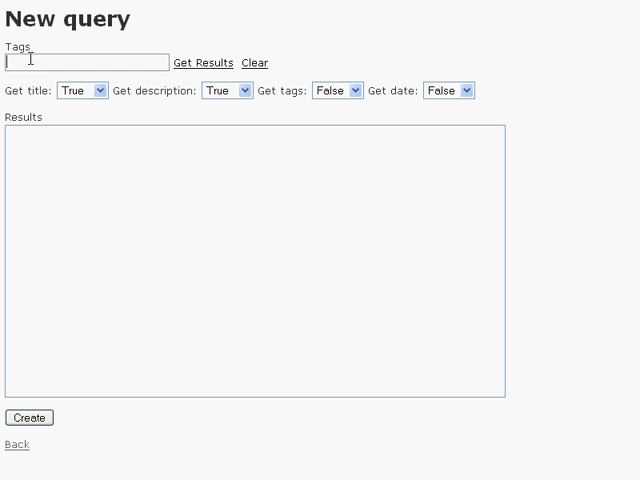 New query
Tags
Get Results Clear
Get title: True Get description: True Get tags: False Get date: False
Results
Create
Back